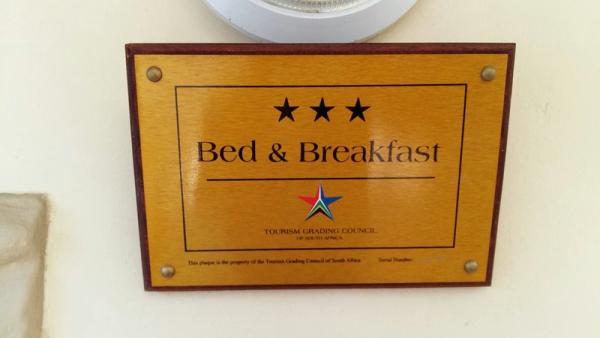 Bed & Breakfast
TOURISM GRADING COUNCIL
OF SOUTH AFRICA
This plaque is the property of the Tourism Grading Council of South Africa Serial Number: